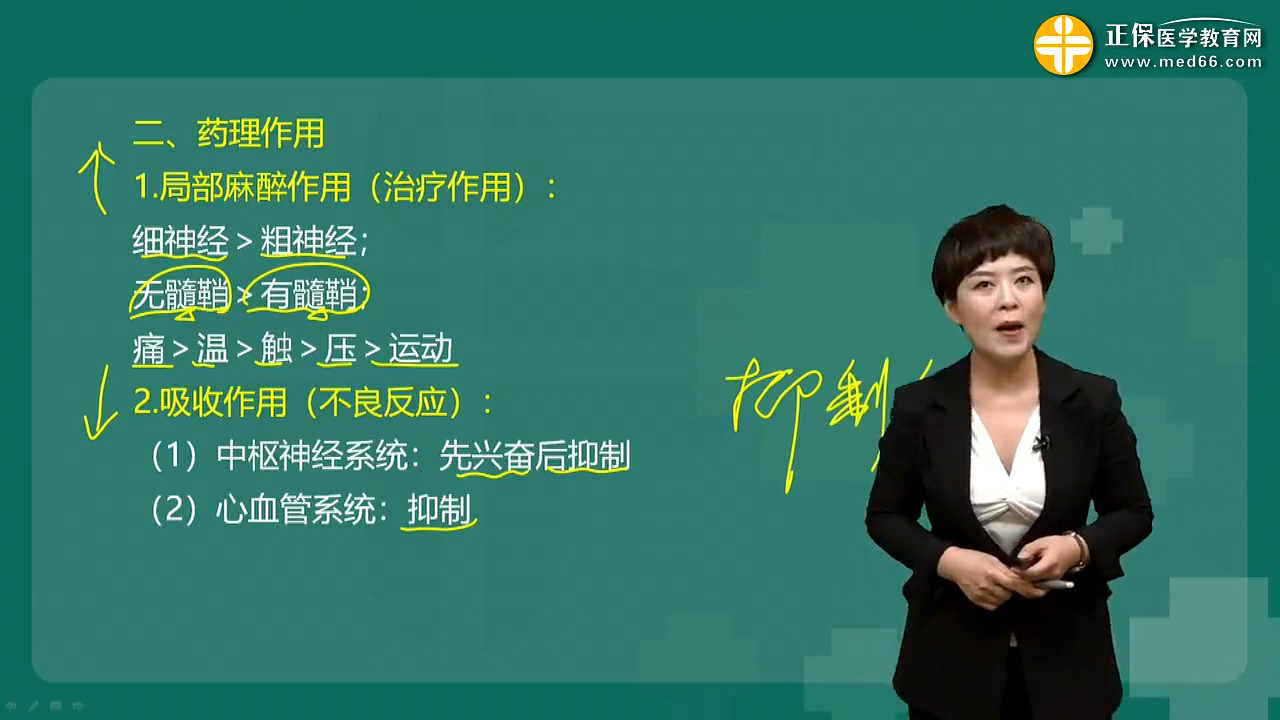 正保医学教育网
www.med66.com
二、药理作用
1.局部麻醉作用（治疗作用）：
细神经＞粗神经；
无髓鞘＞有髓鞘；
痛＞温＞触＞压＞运动
2.吸收作用（不良反应）：
（1）中枢神经系统：先兴奋后抑制
（2）心血管系统：抑制
抑制